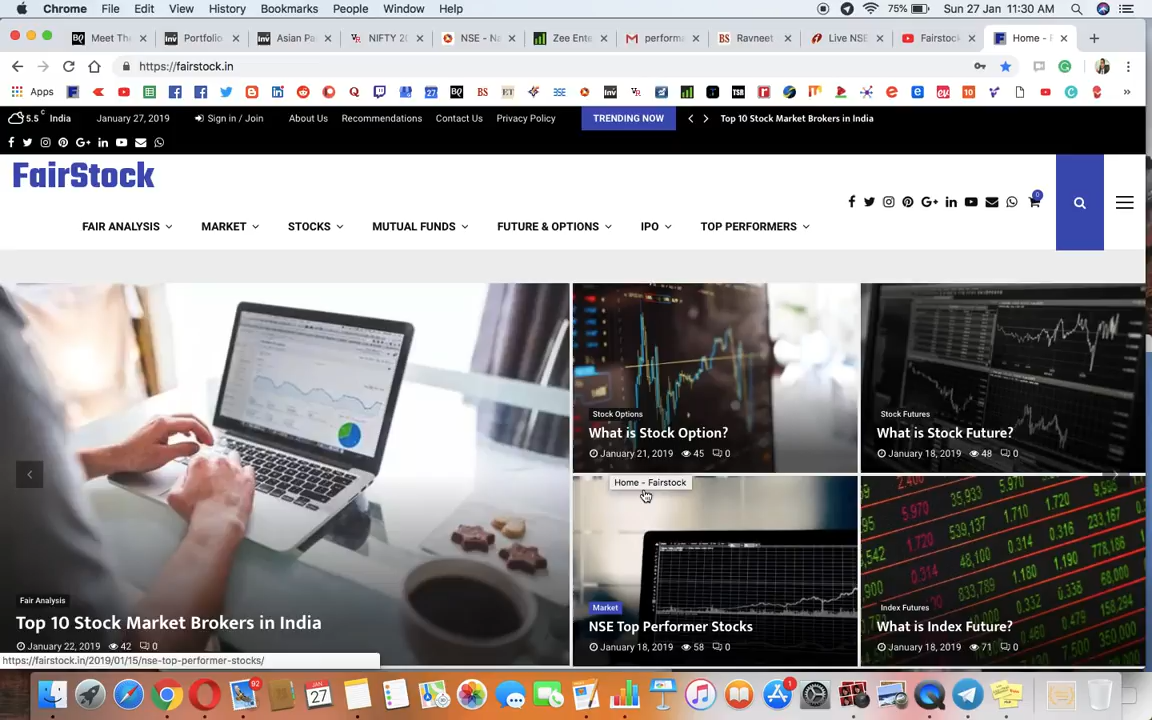 Chrome File Edit View History Bookmarks People Window Help 75% Sun 27 Jan 11:30 AM
Meet Th Portfolio Asian Pa NIFTY 20 NSE - Na Zee Ente performa Ravneet Live NSE Fairstock Home - F
https://fairstock.in
Apps
5.5 C India January 27, 2019 Sign in / Join About Us Recommendations Contact Us Privacy Policy TRENDING NOW Top 10 Stock Market Brokers in India
FairStock
0
FAIR ANALYSIS MARKET STOCKS MUTUAL FUNDS FUTURE & OPTIONS IPO TOP PERFORMERS
Stock Options
What is Stock Option?
January 21, 2019 45 0
Stock Futures
What is Stock Future?
January 18, 2019 48 0
Home - Fairstock
Fair Analysis
Top 10 Stock Market Brokers in India
January 22, 2019 42 0
Market
NSE Top Performer Stocks
January 18, 2019 58 0
Index Futures
What is Index Future?
January 18, 2019 71 0
https://fairstock.in/2019/01/15/nse-top-performer-stocks/